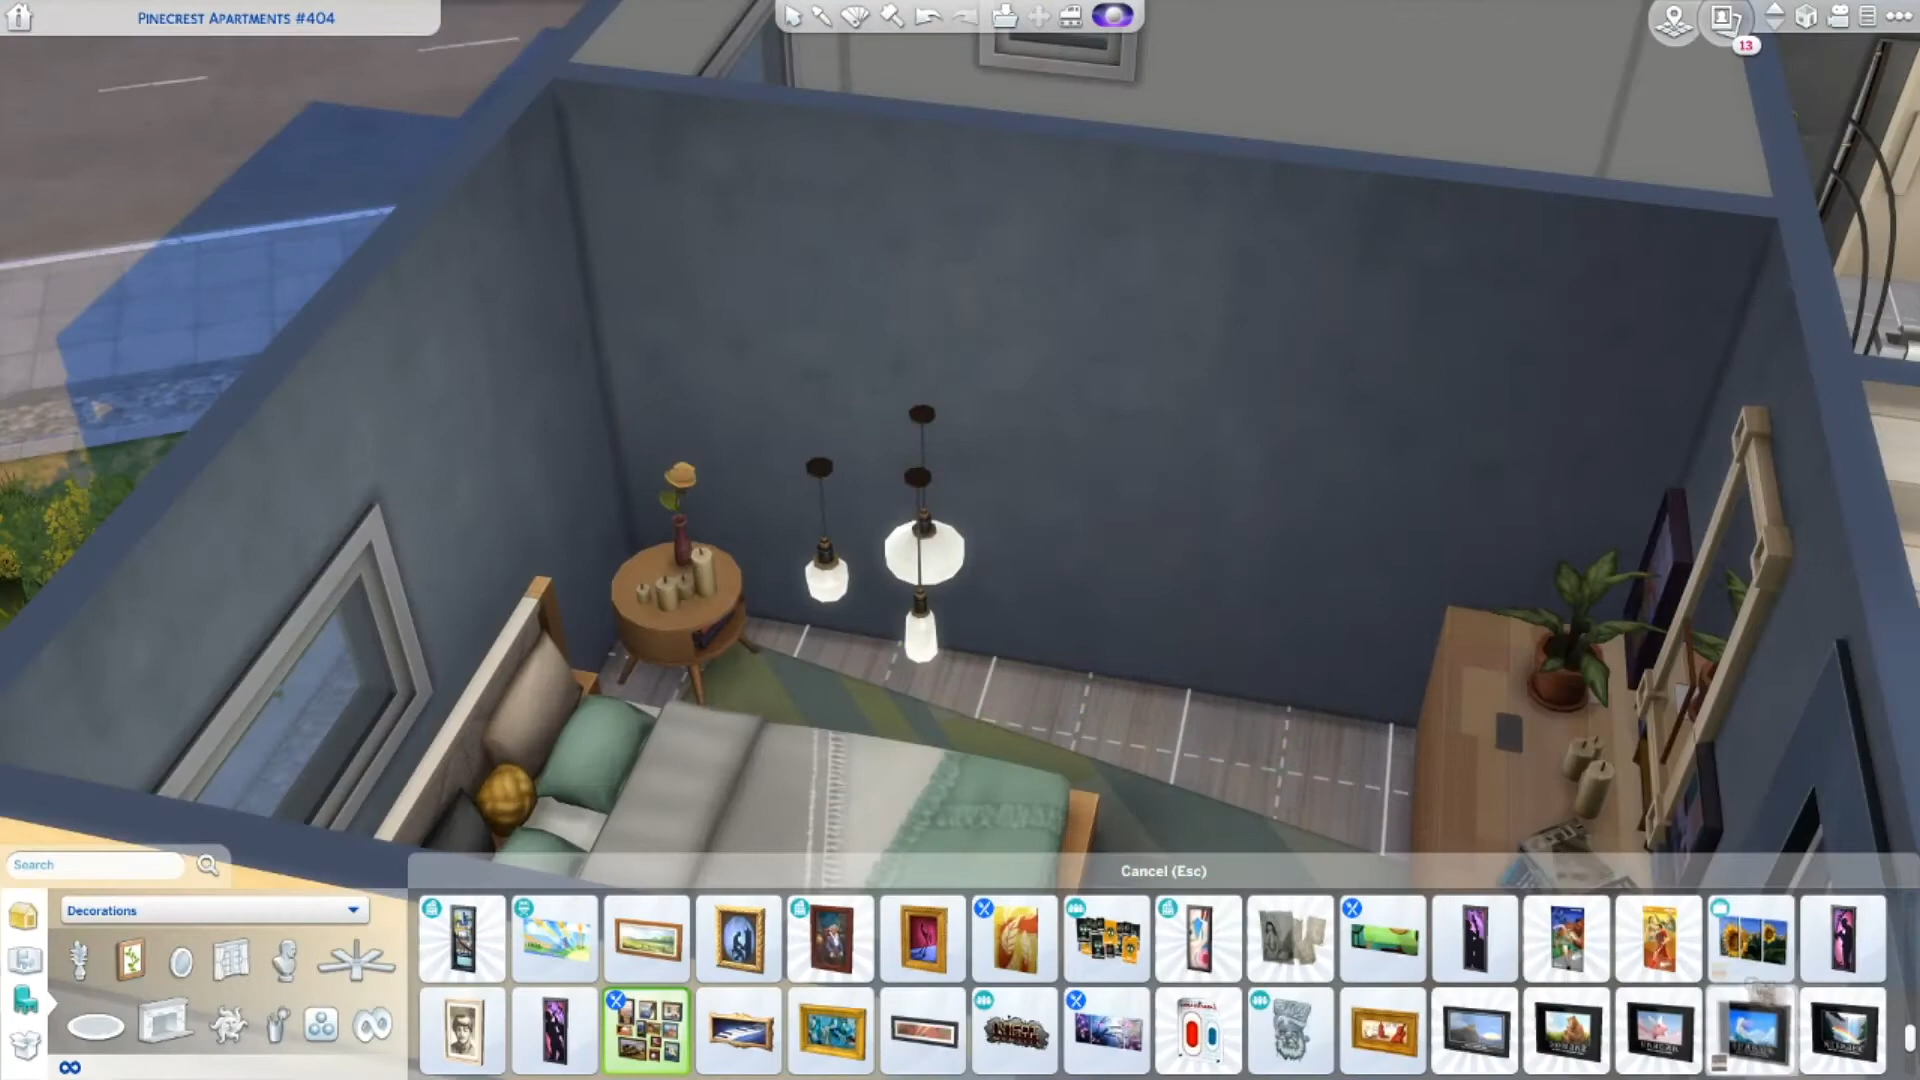 PINECREST APARTMENTS #404
13
Cancel (Esc)
Search
Decorations